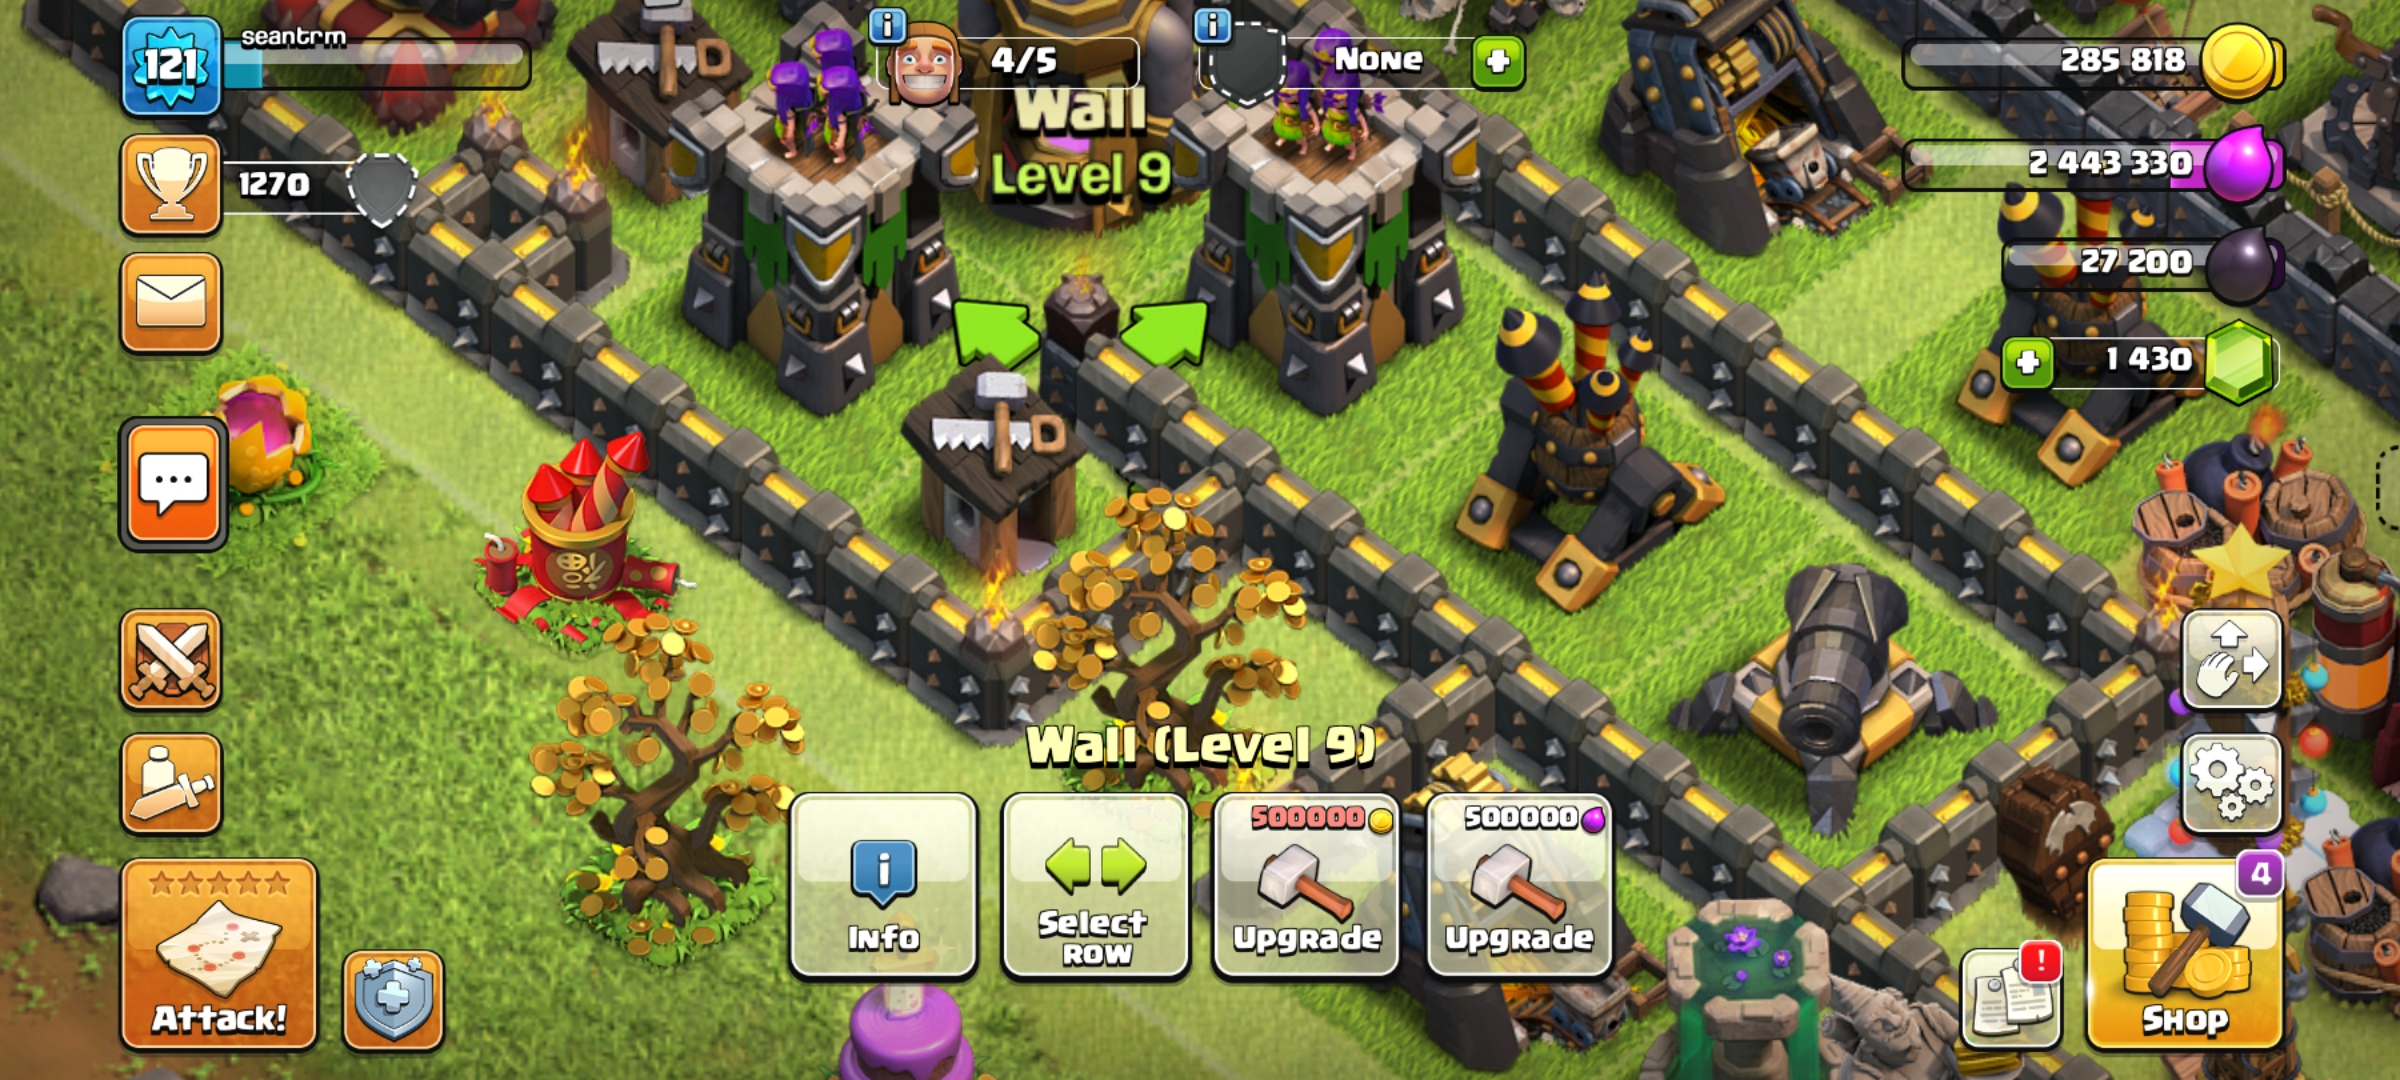 121
seantrm
4/5
None
285 818
Wall
Level 9
2 443 330
1270
27 200
1 430
Wall (Level 9)
Info
Select
Row
500000
Upgrade
500000
Upgrade
Attack!
!
4
Shop